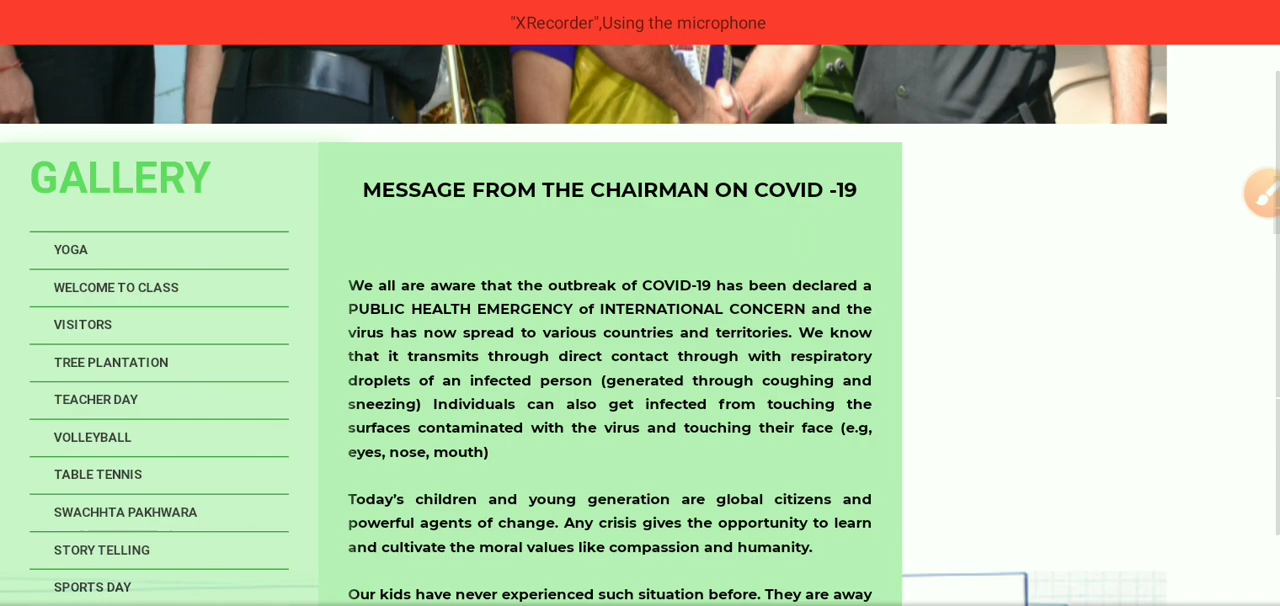 "XRecorder",Using the microphone
GALLERY
YOGA
WELCOME TO CLASS
VISITORS
TREE PLANTATION
TEACHER DAY
VOLLEYBALL
TABLE TENNIS
SWACHHTA PAKHWARA
STORY TELLING
SPORTS DAY
MESSAGE FROM THE CHAIRMAN ON COVID -19
We all are aware that the outbreak of COVID-19 has been declared a
PUBLIC HEALTH EMERGENCY of INTERNATIONAL CONCERN and the
virus has now spread to various countries and territories. We know
that it transmits through direct contact through with respiratory
droplets of an infected person (generated through coughing and
sneezing) Individuals can also get infected from touching the
surfaces contaminated with the virus and touching their face (e.g,
eyes, nose, mouth)
Today’s children and young generation are global citizens and
powerful agents of change. Any crisis gives the opportunity to learn
and cultivate the moral values like compassion and humanity.
Our kids have never experienced such situation before. They are away